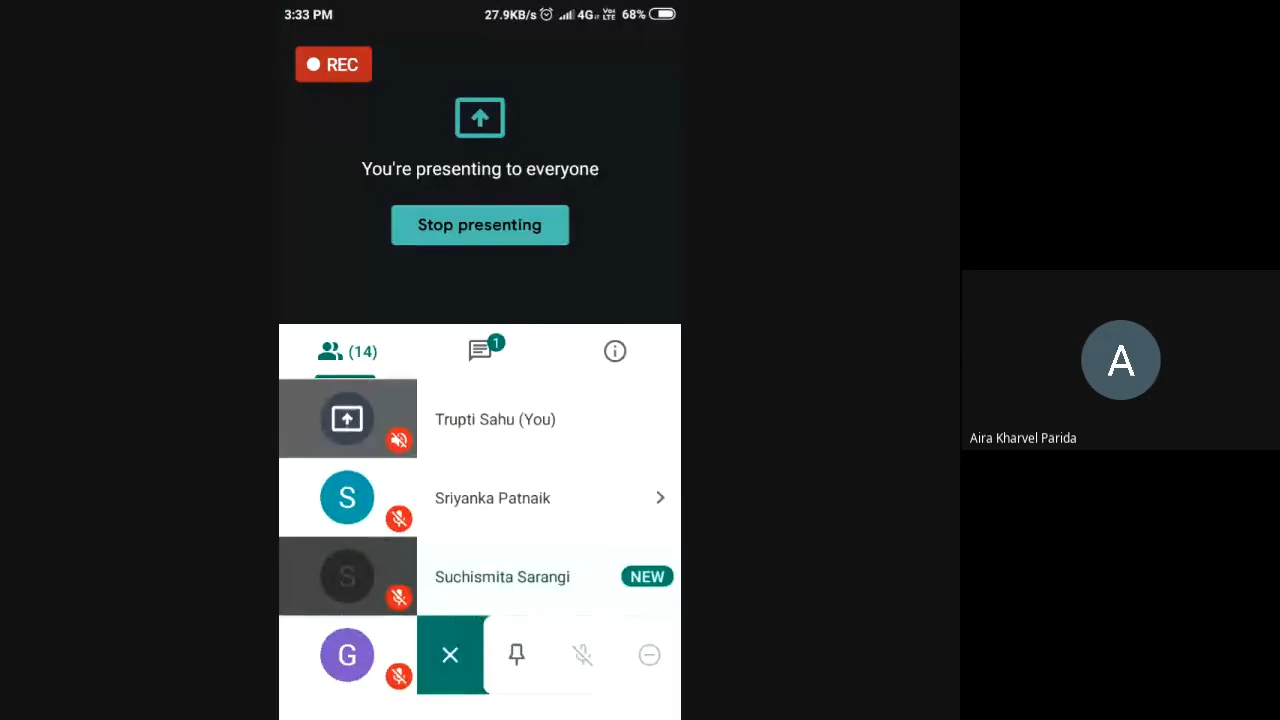 3:33 PM
27.9KB/s 4G VoLTE 68%
REC
You're presenting to everyone
Stop presenting
(14)
1
Trupti Sahu (You)
S
Sriyanka Patnaik
S
Suchismita Sarangi
NEW
G
A
Aira Kharvel Parida